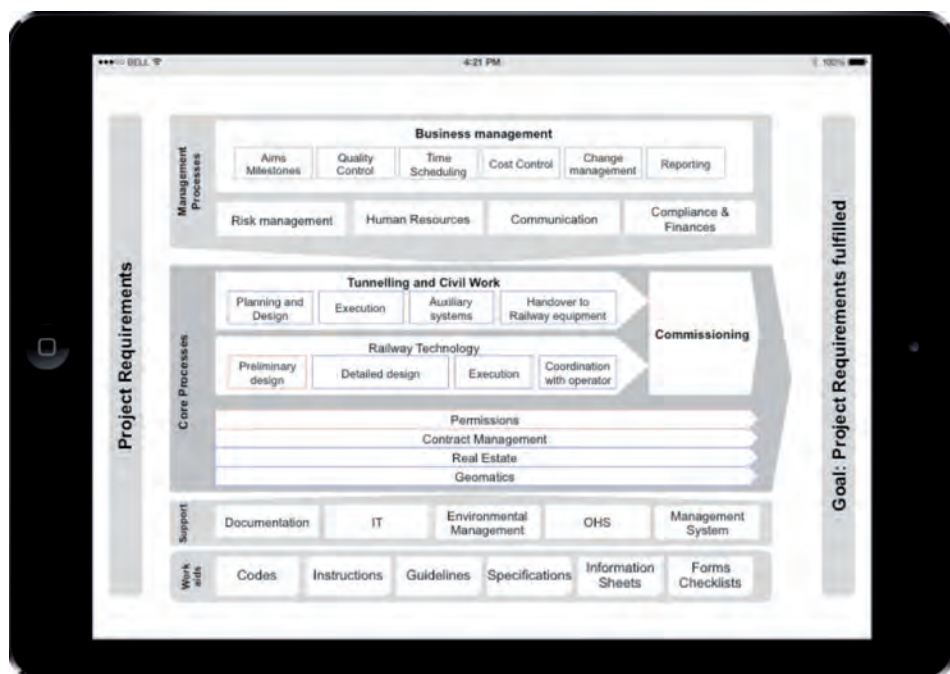 BELL
4:21 PM
100%
Project Requirements
Management
Processes
Business management
Aims
Milestones
Quality
Control
Time
Scheduling
Cost Control
Change
management
Reporting
Risk management
Human Resources
Communication
Compliance &
Finances
Core Processes
Tunnelling and Civil Work
Planning and
Design
Execution
Auxiliary
systems
Handover to
Railway equipment
Railway Technology
Preliminary
design
Detailed design
Execution
Coordination
with operator
Commissioning
Permissions
Contract Management
Real Estate
Geomatics
Support
Documentation
IT
Environmental
Management
OHS
Management
System
Work
aids
Codes
Instructions
Guidelines
Specifications
Information
Sheets
Forms
Checklists
Goal: Project Requirements fulfilled